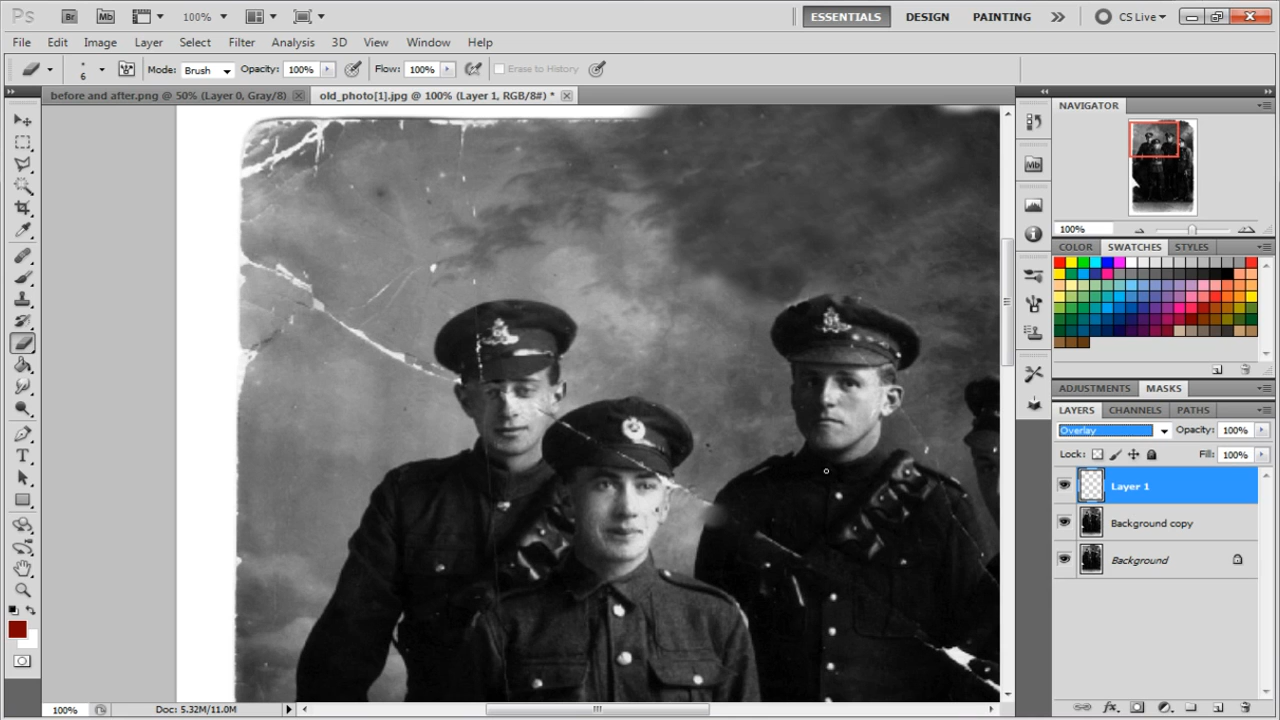 Ps Br Mb 100% ESSENTIALS DESIGN PAINTING CS Live
File Edit Image Layer Select Filter Analysis 3D View Window Help
6 Mode: Brush Opacity: 100% Flow: 100% Erase to History
before and after.png @ 50% (Layer 0, Gray/8) old_photo[1].jpg @ 100% (Layer 1, RGB/8#) *
NAVIGATOR
Mb
100%
COLOR SWATCHES STYLES
ADJUSTMENTS MASKS
LAYERS CHANNELS PATHS
Overlay Opacity: 100%
Lock: Fill: 100%
Layer 1
Background copy
Background
T
100% Doc: 5.32M/11.0M